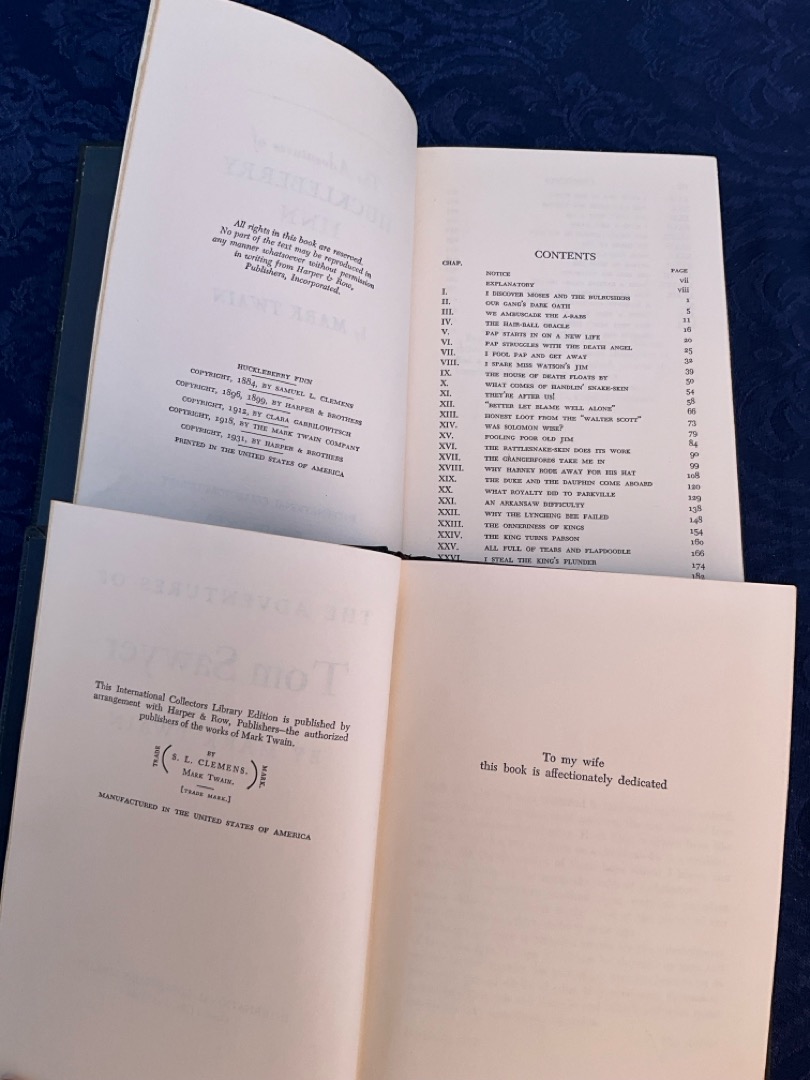 All rights in this book are reserved.
No part of the text may be reproduced in
any manner whatsoever without permission
in writing from Harper & Row,
Publishers, Incorporated.
HUCKLEBERRY FINN
COPYRIGHT, 1884, BY SAMUEL L. CLEMENS
COPYRIGHT, 1896, 1899, BY HARPER & BROTHERS
COPYRIGHT, 1912, BY CLARA GABRILOWITSCH
COPYRIGHT, 1918, BY THE MARK TWAIN COMPANY
COPYRIGHT, 1931, BY HARPER & BROTHERS
PRINTED IN THE UNITED STATES OF AMERICA
CONTENTS
CHAP. PAGE
NOTICE vii
EXPLANATORY viii
I. I DISCOVER MOSES AND THE BULRUSHERS 1
II. OUR GANG'S DARK OATH 5
III. WE AMBUSCADE THE A-RABS 11
IV. THE HAIR-BALL ORACLE 16
V. PAP STARTS IN ON A NEW LIFE 20
VI. PAP STRUGGLES WITH THE DEATH ANGEL 25
VII. I FOOL PAP AND GET AWAY 32
VIII. I SPARE MISS WATSON'S JIM 39
IX. THE HOUSE OF DEATH FLOATS BY 50
X. WHAT COMES OF HANDLIN' SNAKE-SKIN 54
XI. THEY'RE AFTER US! 58
XII. "BETTER LET BLAME WELL ALONE" 66
XIII. HONEST LOOT FROM THE "WALTER SCOTT" 73
XIV. WAS SOLOMON WISE? 79
XV. FOOLING POOR OLD JIM 84
XVI. THE RATTLESNAKE-SKIN DOES ITS WORK 90
XVII. THE GRANGERFORDS TAKE ME IN 99
XVIII. WHY HARNEY RODE AWAY FOR HIS HAT 108
XIX. THE DUKE AND THE DAUPHIN COME ABOARD 120
XX. WHAT ROYALTY DID TO PARKVILLE 129
XXI. AN ARKANSAW DIFFICULTY 138
XXII. WHY THE LYNCHING BEE FAILED 148
XXIII. THE ORNERINESS OF KINGS 154
XXIV. THE KING TURNS PARSON 160
XXV. ALL FULL OF TEARS AND FLAPDOODLE 166
XXVI. I STEAL THE KING'S PLUNDER 174
182
This International Collectors Library Edition is published by
arrangement with Harper & Row, Publishers—the authorized
publishers of the works of Mark Twain.
BY
TRADE S. L. CLEMENS. MARK.
MARK TWAIN.
[TRADE MARK.]
MANUFACTURED IN THE UNITED STATES OF AMERICA
To my wife
this book is affectionately dedicated